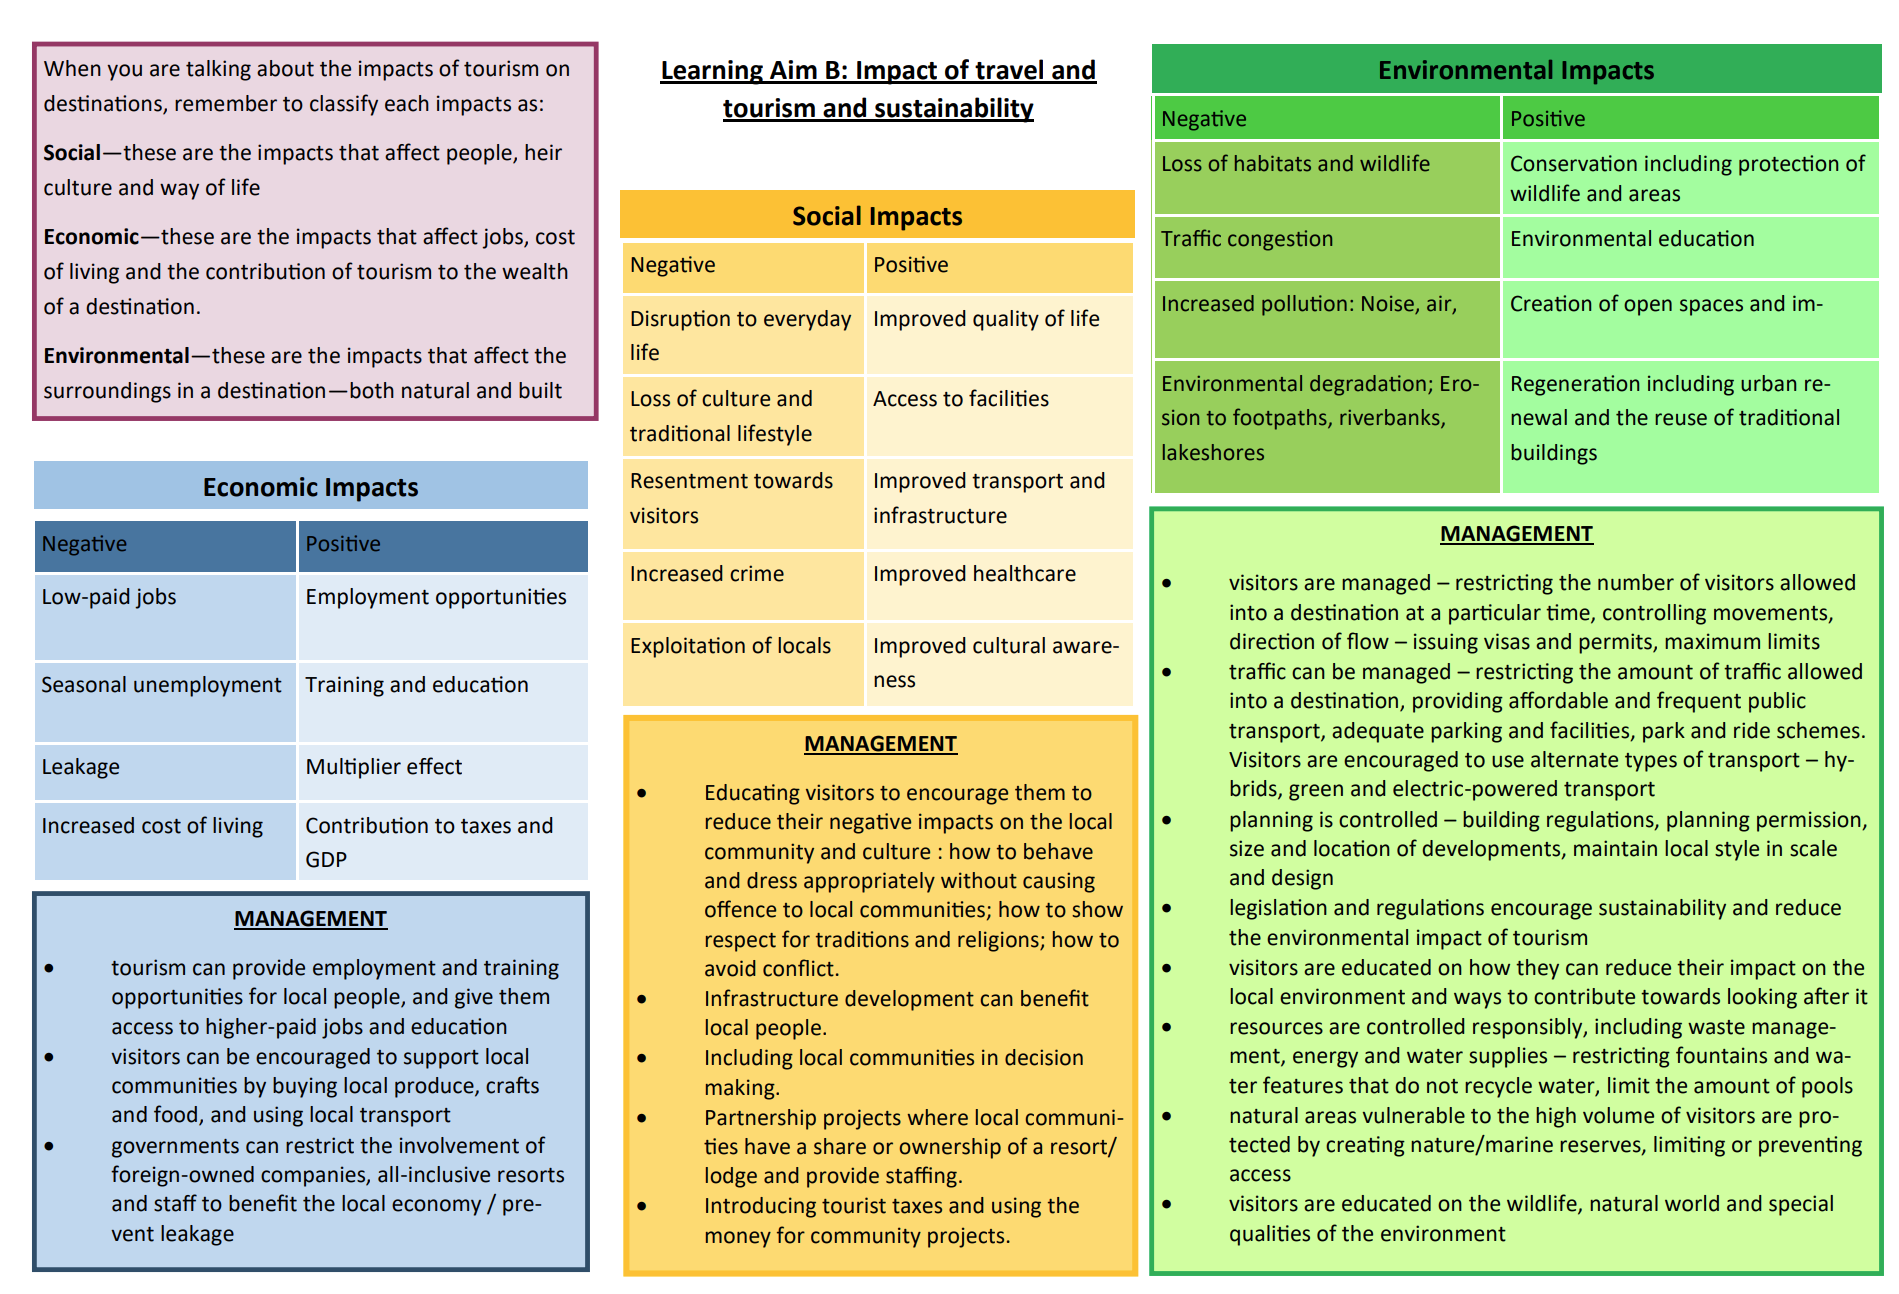 When you are talking about the impacts of tourism on
destinations, remember to classify each impacts as:
Social—these are the impacts that affect people, heir
culture and way of life
Economic—these are the impacts that affect jobs, cost
of living and the contribution of tourism to the wealth
of a destination.
Environmental—these are the impacts that affect the
surroundings in a destination—both natural and built
Economic Impacts
Negative
Positive
Low-paid jobs
Employment opportunities
Seasonal unemployment
Training and education
Leakage
Multiplier effect
Increased cost of living
Contribution to taxes and
GDP
MANAGEMENT
• tourism can provide employment and training
opportunities for local people, and give them
access to higher-paid jobs and education
• visitors can be encouraged to support local
communities by buying local produce, crafts
and food, and using local transport
• governments can restrict the involvement of
foreign-owned companies, all-inclusive resorts
and staff to benefit the local economy / pre-
vent leakage
Learning Aim B: Impact of travel and
tourism and sustainability
Social Impacts
Negative
Positive
Disruption to everyday
life
Improved quality of life
Loss of culture and
traditional lifestyle
Access to facilities
Resentment towards
visitors
Improved transport and
infrastructure
Increased crime
Improved healthcare
Exploitation of locals
Improved cultural aware-
ness
MANAGEMENT
• Educating visitors to encourage them to
reduce their negative impacts on the local
community and culture : how to behave
and dress appropriately without causing
offence to local communities; how to show
respect for traditions and religions; how to
avoid conflict.
• Infrastructure development can benefit
local people.
• Including local communities in decision
making.
• Partnership projects where local communi-
ties have a share or ownership of a resort/
lodge and provide staffing.
• Introducing tourist taxes and using the
money for community projects.
Environmental Impacts
Negative
Positive
Loss of habitats and wildlife
Conservation including protection of
wildlife and areas
Traffic congestion
Environmental education
Increased pollution: Noise, air,
Creation of open spaces and im-
Environmental degradation; Ero-
sion to footpaths, riverbanks,
lakeshores
Regeneration including urban re-
newal and the reuse of traditional
buildings
MANAGEMENT
• visitors are managed – restricting the number of visitors allowed
into a destination at a particular time, controlling movements,
direction of flow – issuing visas and permits, maximum limits
• traffic can be managed – restricting the amount of traffic allowed
into a destination, providing affordable and frequent public
transport, adequate parking and facilities, park and ride schemes.
Visitors are encouraged to use alternate types of transport – hy-
brids, green and electric-powered transport
• planning is controlled – building regulations, planning permission,
size and location of developments, maintain local style in scale
and design
• legislation and regulations encourage sustainability and reduce
the environmental impact of tourism
• visitors are educated on how they can reduce their impact on the
local environment and ways to contribute towards looking after it
• resources are controlled responsibly, including waste manage-
ment, energy and water supplies – restricting fountains and wa-
ter features that do not recycle water, limit the amount of pools
• natural areas vulnerable to the high volume of visitors are pro-
tected by creating nature/marine reserves, limiting or preventing
access
• visitors are educated on the wildlife, natural world and special
qualities of the environment